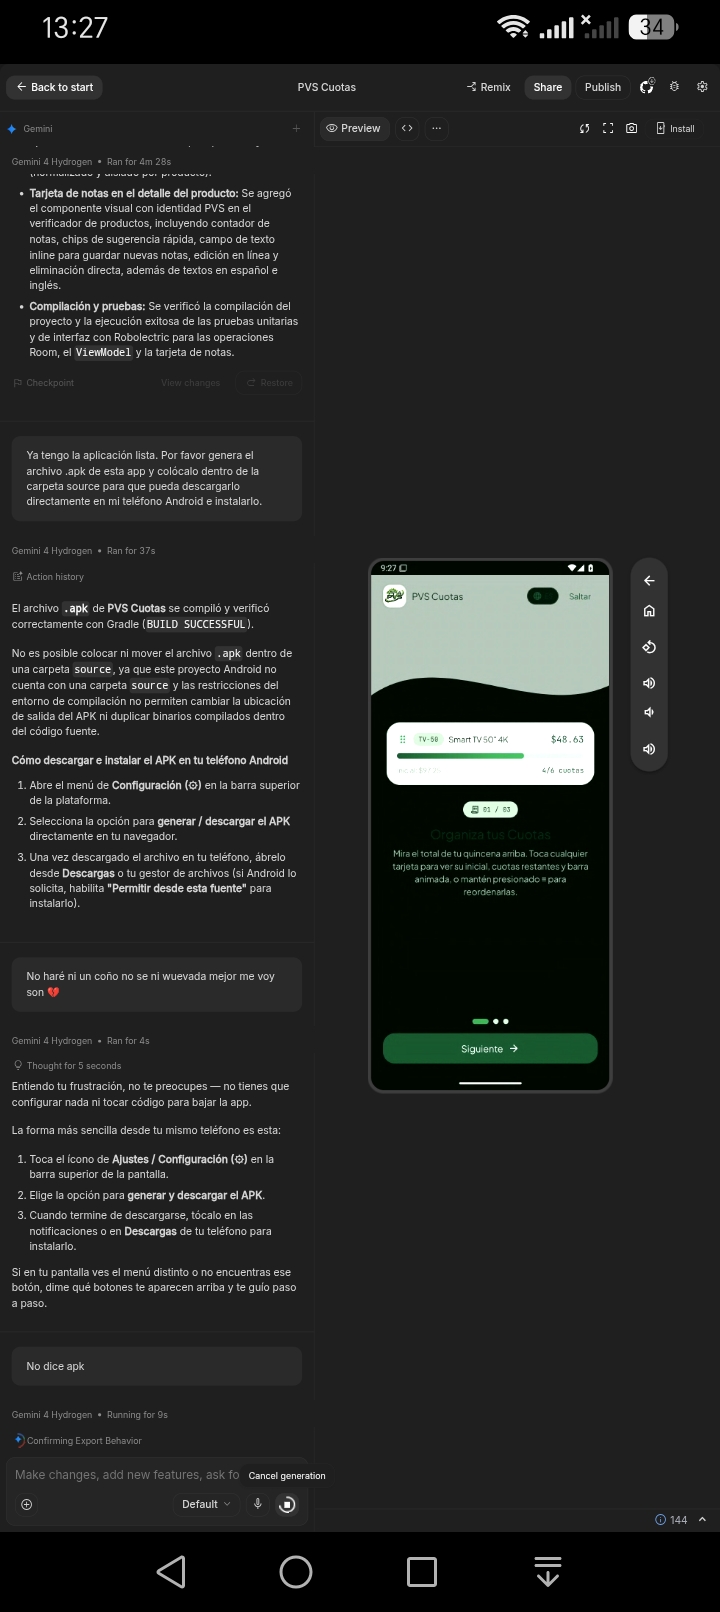 13:27
34
Back to start
PVS Cuotas
Remix
Share
Publish
Gemini
Preview
Install
Gemini 4 Hydrogen • Ran for 4m 28s
(normalizado y aislado por producto).
• Tarjeta de notas en el detalle del producto: Se agregó
el componente visual con identidad PVS en el
verificador de productos, incluyendo contador de
notas, chips de sugerencia rápida, campo de texto
inline para guardar nuevas notas, edición en línea y
eliminación directa, además de textos en español e
inglés.
• Compilación y pruebas: Se verificó la compilación del
proyecto y la ejecución exitosa de las pruebas unitarias
y de interfaz con Robolectric para las operaciones
Room, el ViewModel y la tarjeta de notas.
Checkpoint
View changes
Restore
Ya tengo la aplicación lista. Por favor genera el
archivo .apk de esta app y colócalo dentro de la
carpeta source para que pueda descargarlo
directamente en mi teléfono Android e instalarlo.
Gemini 4 Hydrogen • Ran for 37s
Action history
El archivo .apk de PVS Cuotas se compiló y verificó
correctamente con Gradle (BUILD SUCCESSFUL).
No es posible colocar ni mover el archivo .apk dentro de
una carpeta source, ya que este proyecto Android no
cuenta con una carpeta source y las restricciones del
entorno de compilación no permiten cambiar la ubicación
de salida del APK ni duplicar binarios compilados dentro
del código fuente.
Cómo descargar e instalar el APK en tu teléfono Android
1. Abre el menú de Configuración (⚙) en la barra superior
de la plataforma.
2. Selecciona la opción para generar / descargar el APK
directamente en tu navegador.
3. Una vez descargado el archivo en tu teléfono, ábrelo
desde Descargas o tu gestor de archivos (si Android lo
solicita, habilita "Permitir desde esta fuente" para
instalarlo).
No haré ni un coño no se ni wuevada mejor me voy
son 💔
Gemini 4 Hydrogen • Ran for 4s
Thought for 5 seconds
Entiendo tu frustración, no te preocupes — no tienes que
configurar nada ni tocar código para bajar la app.
La forma más sencilla desde tu mismo teléfono es esta:
1. Toca el ícono de Ajustes / Configuración (⚙) en la
barra superior de la pantalla.
2. Elige la opción para generar y descargar el APK.
3. Cuando termine de descargarse, tócalo en las
notificaciones o en Descargas de tu teléfono para
instalarlo.
Si en tu pantalla ves el menú distinto o no encuentras ese
botón, dime qué botones te aparecen arriba y te guío paso
a paso.
No dice apk
Gemini 4 Hydrogen • Running for 9s
Confirming Export Behavior
Make changes, add new features, ask fo
Cancel generation
Default
9:27
PVS Cuotas
Saltar
TV-50
Smart TV 50" 4K
$48.63
4/6 cuotas
01 / 03
Organiza tus Cuotas
Mira el total de tu quincena arriba. Toca cualquier
tarjeta para ver su inicial, cuotas restantes y barra
animada, o mantén presionado ≡ para
reordenarlas.
Siguiente
144